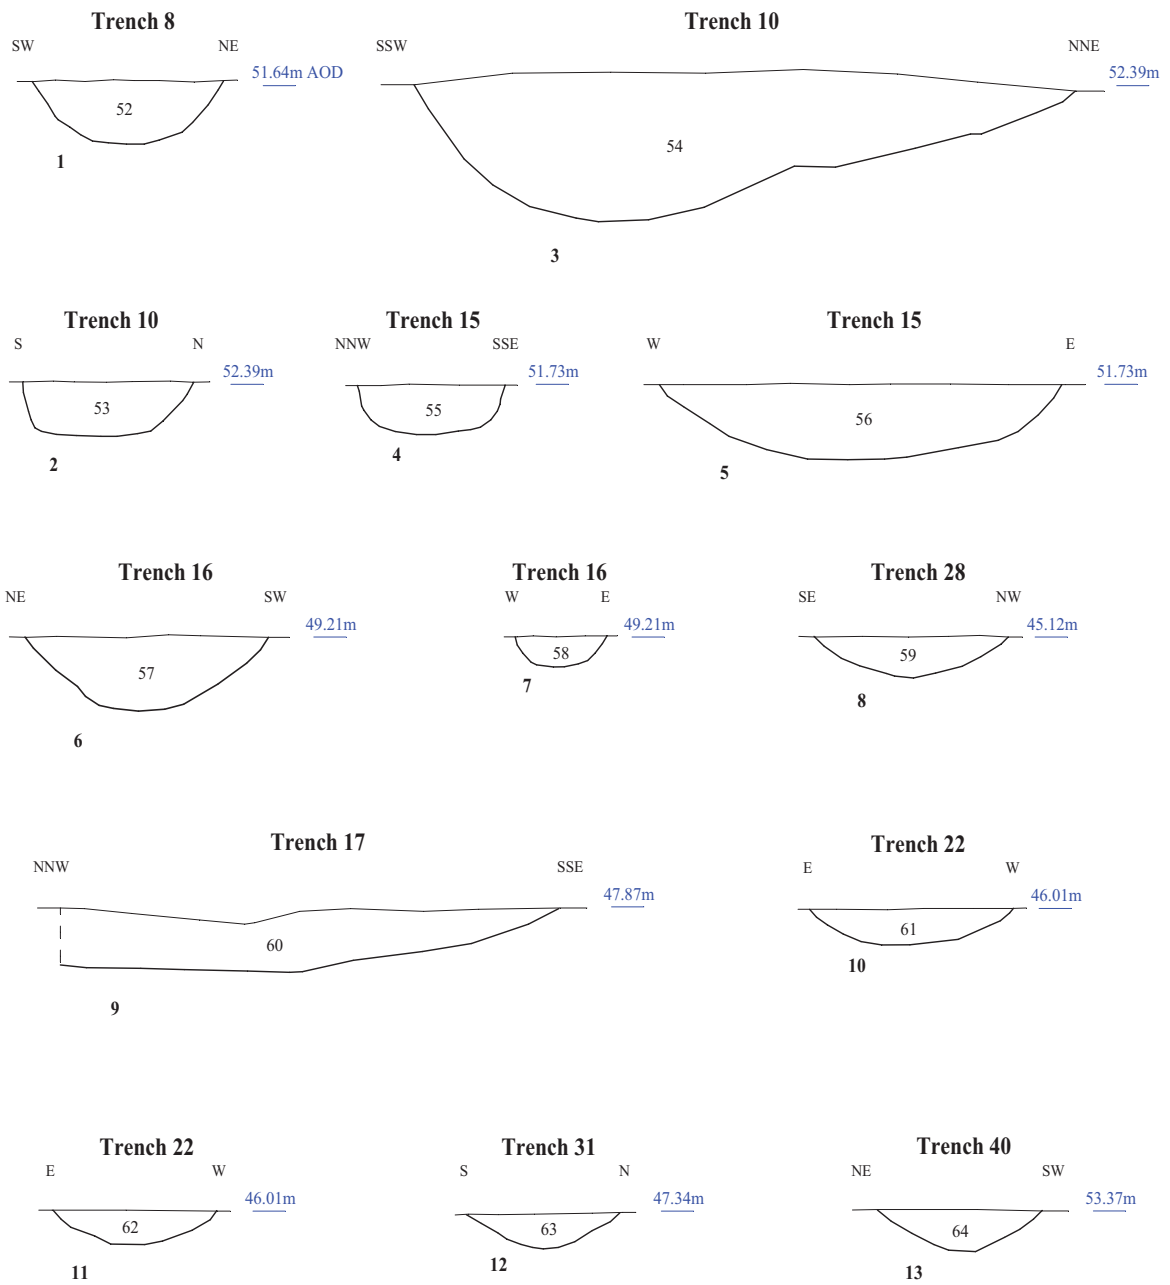 Trench 8
SW NE
51.64m AOD
52
1
Trench 10
SSW NNE
52.39m
54
3
Trench 10
S N
52.39m
53
2
Trench 15
NNW SSE
51.73m
55
4
Trench 15
W E
51.73m
56
5
Trench 16
NE SW
49.21m
57
6
Trench 16
W E
49.21m
58
7
Trench 28
SE NW
45.12m
59
8
Trench 17
NNW SSE
47.87m
60
9
Trench 22
E W
46.01m
61
10
Trench 22
E W
46.01m
62
11
Trench 31
S N
47.34m
63
12
Trench 40
NE SW
53.37m
64
13